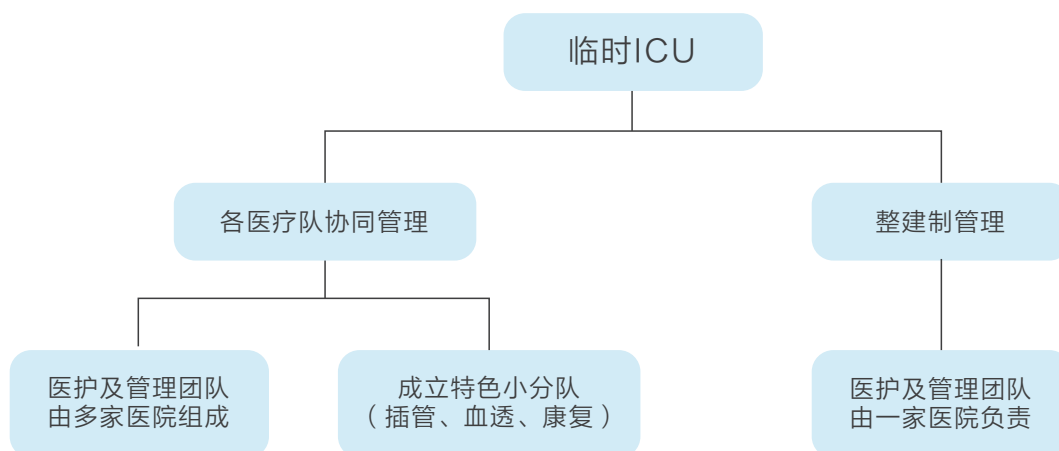 临时ICU
各医疗队协同管理
整建制管理
医护及管理团队
由多家医院组成
成立特色小分队
（插管、血透、康复）
医护及管理团队
由一家医院负责